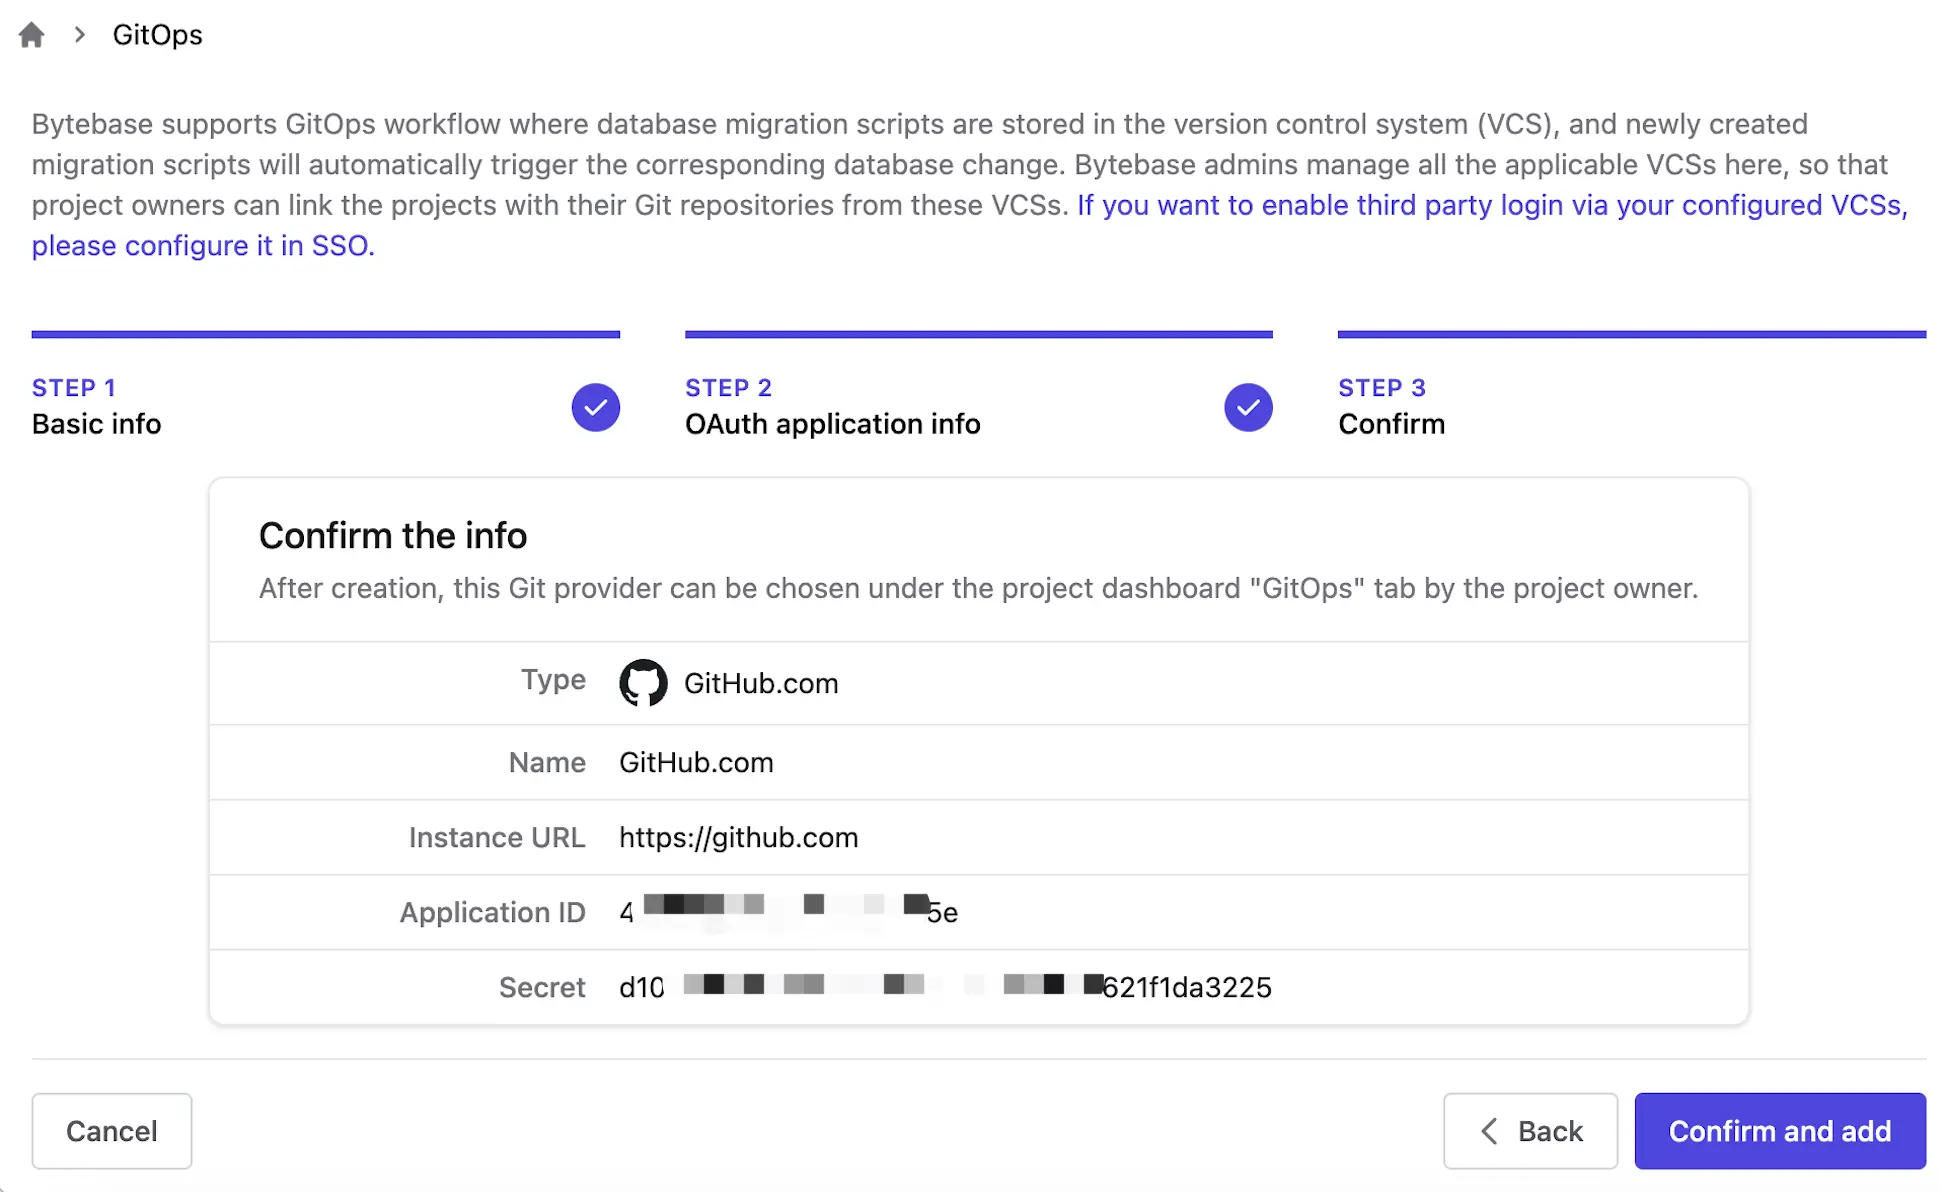 GitOps
Bytebase supports GitOps workflow where database migration scripts are stored in the version control system (VCS), and newly created
migration scripts will automatically trigger the corresponding database change. Bytebase admins manage all the applicable VCSs here, so that
project owners can link the projects with their Git repositories from these VCSs. If you want to enable third party login via your configured VCSs,
please configure it in SSO.
STEP 1
Basic info
STEP 2
OAuth application info
STEP 3
Confirm
Confirm the info
After creation, this Git provider can be chosen under the project dashboard "GitOps" tab by the project owner.
Type GitHub.com
Name GitHub.com
Instance URL https://github.com
Application ID 4 5e
Secret d10 621f1da3225
Cancel
Back
Confirm and add